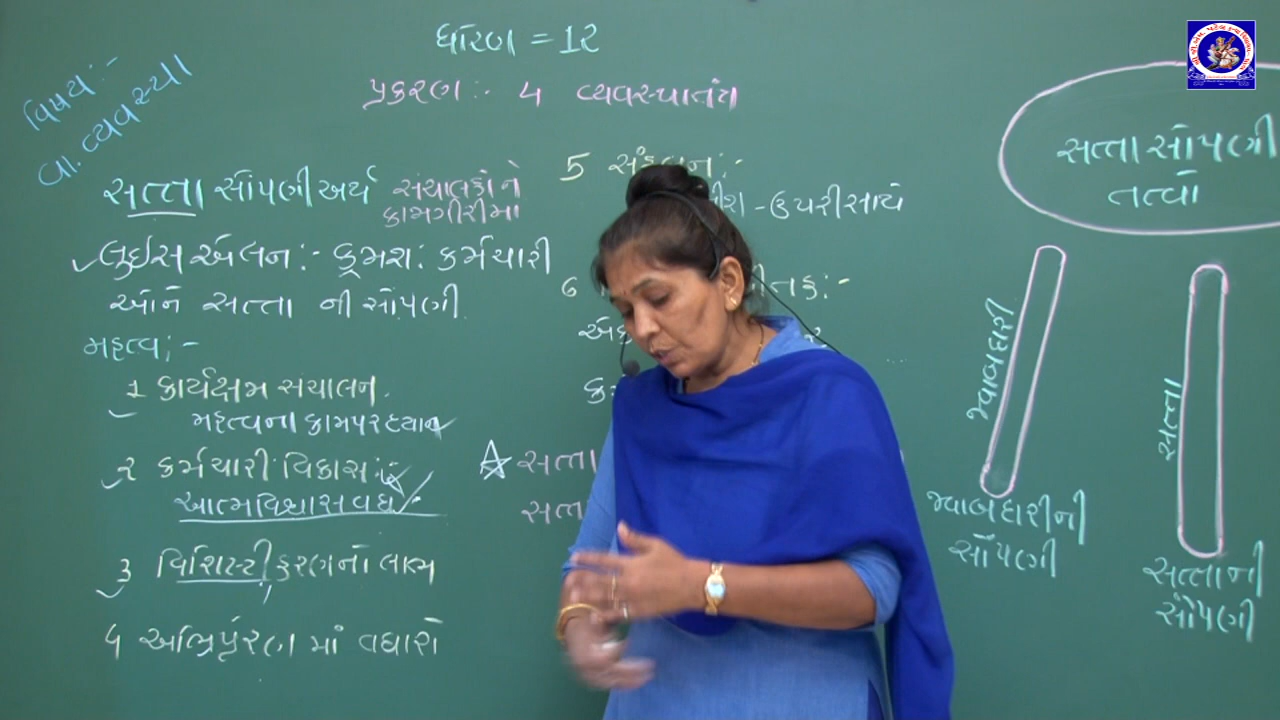 વિષય:-
વા. વ્યવસ્થા
ધોરણ = 12
પ્રકરણ :- 4 વ્યવસ્થાતંત્ર
સત્તા સોંપણી અર્થ
સંચાલકોને
કામગીરીમાં
લુઇસ એલન:- ક્રમશ: કર્મચારી
ઓને સત્તા ની સોંપણી.
મહત્વ:-
1 કાર્યક્ષમ સંચાલન.
મહત્વના કામપર ધ્યાન
2 કર્મચારી વિકાસ:
આત્મવિશ્વાસ વધે
3 વિશિષ્ટીકરણનો લાભ
4 અભિપ્રેરણ માં વધારો
5 સંકલન:-
- ઉપરી સાથે
6
સત્તા
સત્તા સોંપણી
તત્વો
જવાબદારી
જવાબદારીની
સોંપણી
સત્તા
સત્તાની
સોંપણી